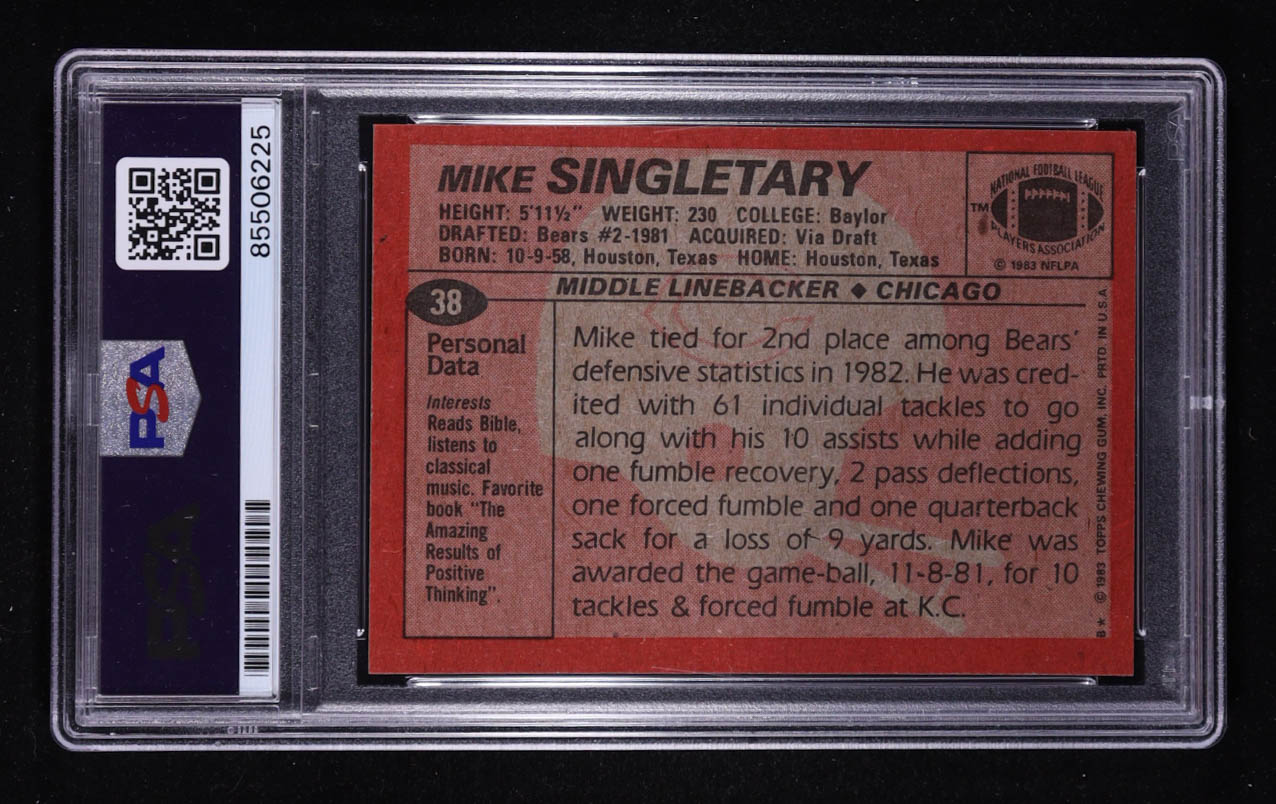 MIKE SINGLETARY
HEIGHT: 5'11½" WEIGHT: 230 COLLEGE: Baylor
DRAFTED: Bears #2-1981 ACQUIRED: Via Draft
BORN: 10-9-58, Houston, Texas HOME: Houston, Texas
NATIONAL FOOTBALL LEAGUE
TM
PLAYERS ASSOCIATION
© 1983 NFLPA
MIDDLE LINEBACKER ◆ CHICAGO
38
Personal
Data
Interests
Reads Bible,
listens to
classical
music. Favorite
book "The
Amazing
Results of
Positive
Thinking".
Mike tied for 2nd place among Bears'
defensive statistics in 1982. He was cred-
ited with 61 individual tackles to go
along with his 10 assists while adding
one fumble recovery, 2 pass deflections,
one forced fumble and one quarterback
sack for a loss of 9 yards. Mike was
awarded the game-ball, 11-8-81, for 10
tackles & forced fumble at K.C.
B* © 1983 TOPPS CHEWING GUM, INC. PRTD. IN U.S.A.
85506225
PSA
PSA